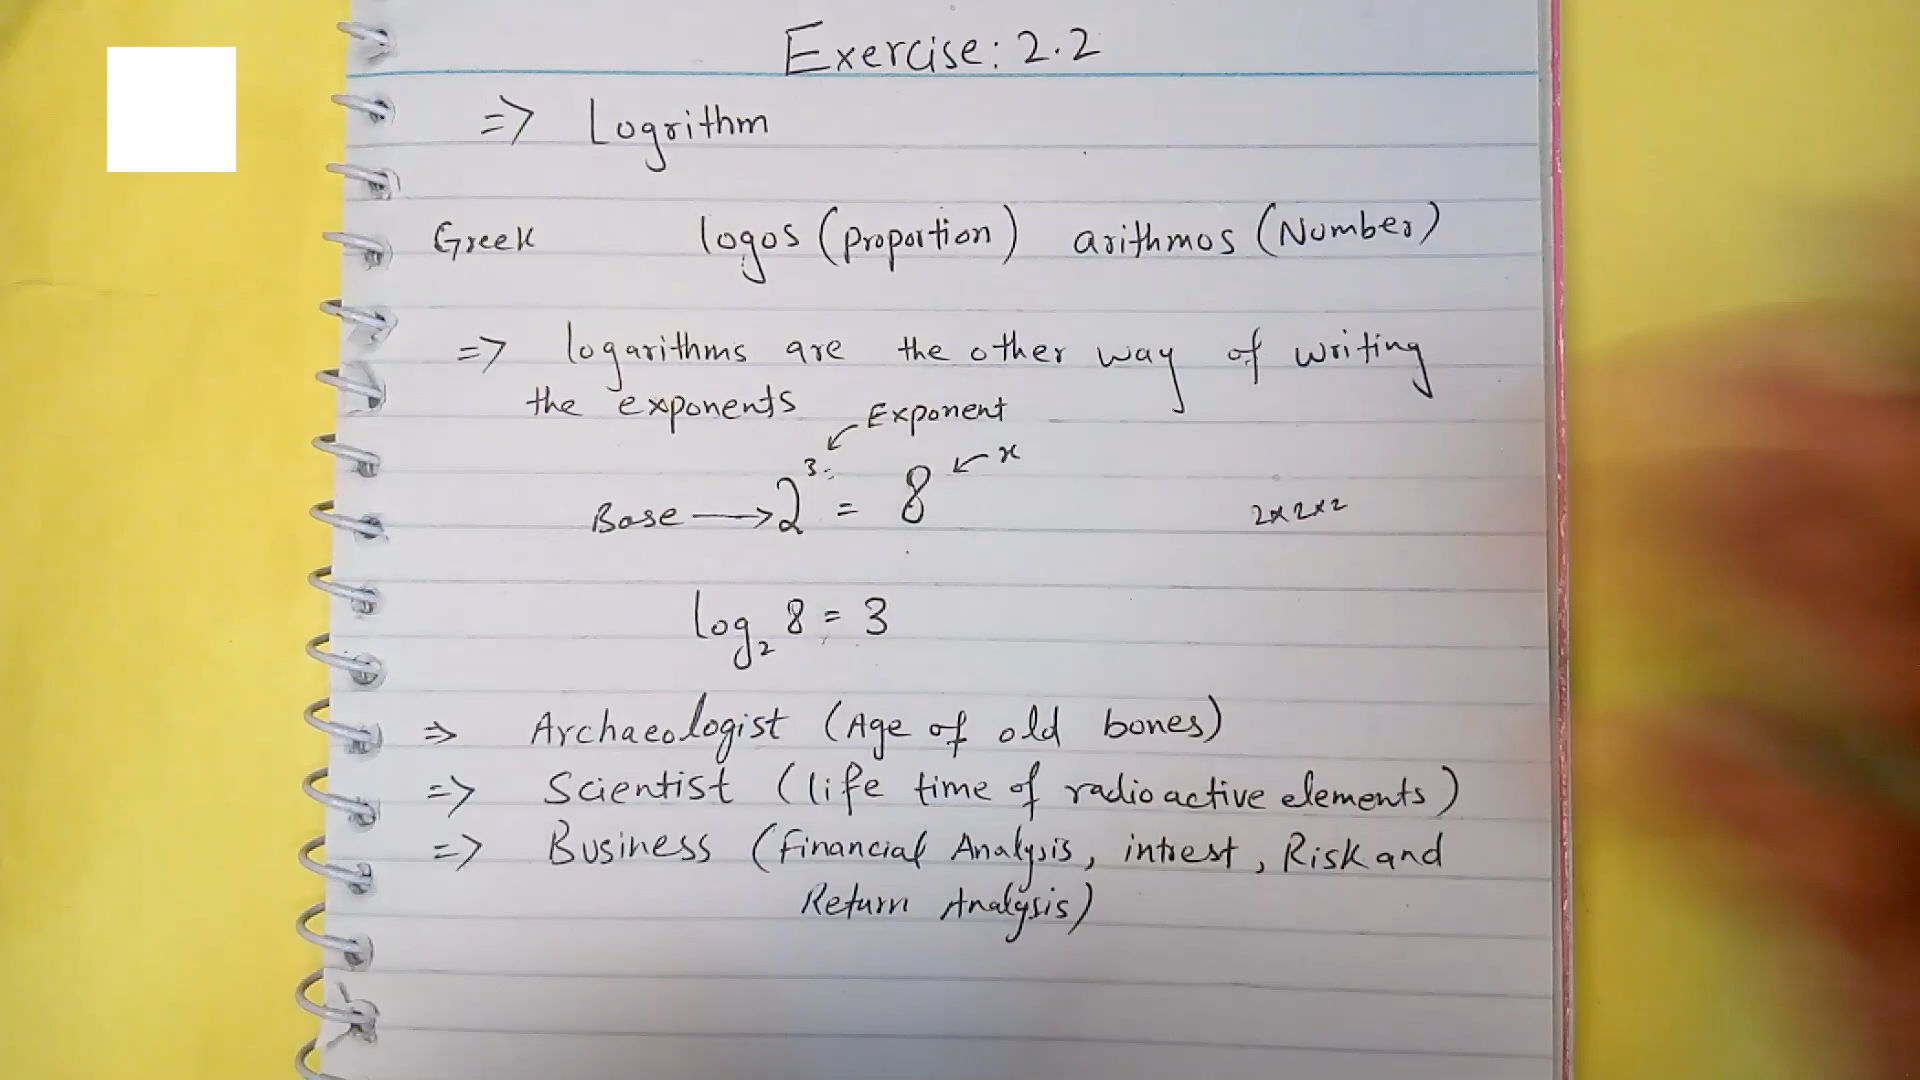 Exercise: 2.2
=> Logrithm
Greek logos (proportion) arithmos (Number)
=> logarithms are the other way of writing
the exponents
Exponent
Base → 2³ = 8 ← x
2x2x2
log₂ 8 = 3
=> Archaeologist (Age of old bones)
=> Scientist (life time of radioactive elements)
=> Business (financial Analysis, intrest, Risk and
Return Analysis)